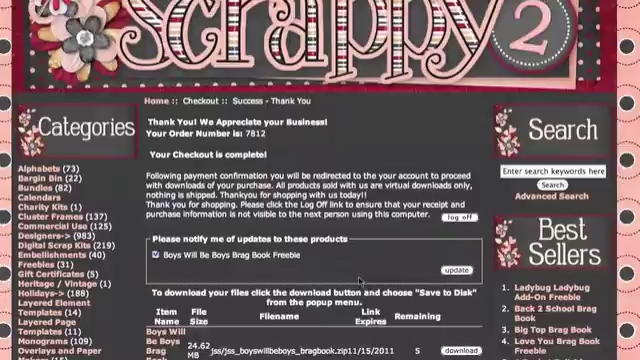 scrappy 2
Home :: Checkout :: Success - Thank You
Thank You! We Appreciate your Business!
Your Order Number is: 7812
Your Checkout is complete!
Following payment confirmation you will be redirected to the your account to proceed
with downloads of your purchase. All products sold with us are virtual downloads only,
nothing is shipped. Thankyou for shopping with us today!!
Thank you for shopping. Please click the Log Off link to ensure that your receipt and
purchase information is not visible to the next person using this computer.
log off
Please notify me of updates to these products
Boys Will Be Boys Brag Book Freebie
update
To download your files click the download button and choose "Save to Disk"
from the popup menu.
Item Name File Size Filename Link Expires Remaining
Boys Will
Be Boys
Brag
24.62 MB jss/jss_boyswillbeboys_bragbook.zip 11/15/2011 5 download
Categories
Alphabets (73)
Bargin Bin (22)
Bundles (82)
Calendars
Charity Kits (1)
Cluster Frames (137)
Commercial Use (125)
Designers-> (983)
Digital Scrap Kits (219)
Embellishments (40)
Freebies (31)
Gift Certificates (5)
Heritage / Vintage (1)
Holidays-> (188)
Layered Element
Templates (14)
Layered Page
Templates (11)
Monograms (109)
Overlays and Paper
Search
Enter search keywords here
Search
Advanced Search
Best
Sellers
1. Ladybug Ladybug
Add-On Freebie
2. Back 2 School Brag
Book
3. Big Top Brag Book
4. Love You Brag Book
Freebie